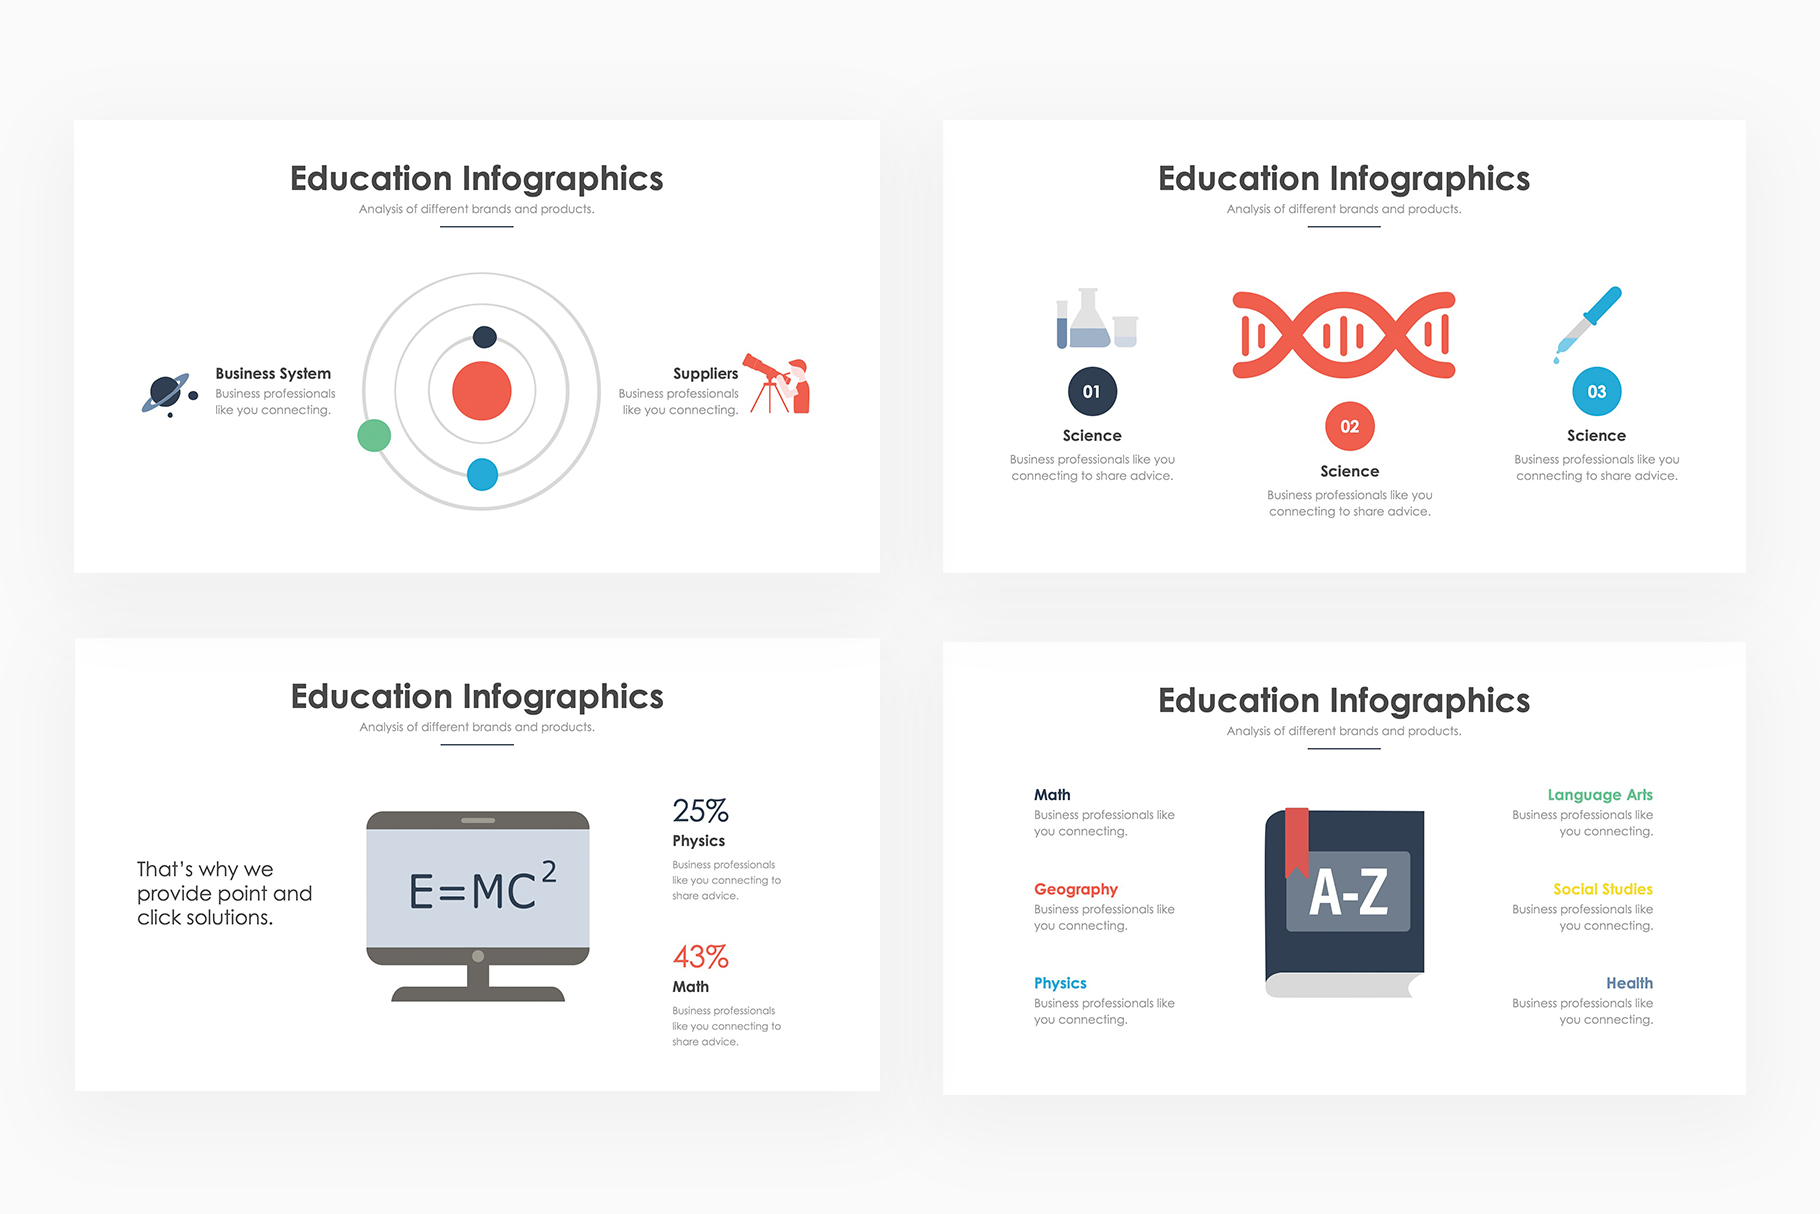 Education Infographics
Analysis of different brands and products.
Business System
Business professionals
like you connecting.
Suppliers
Business professionals
like you connecting.
Education Infographics
Analysis of different brands and products.
01
Science
Business professionals like you
connecting to share advice.
02
Science
Business professionals like you
connecting to share advice.
03
Science
Business professionals like you
connecting to share advice.
Education Infographics
Analysis of different brands and products.
That's why we
provide point and
click solutions.
E=MC²
25%
Physics
Business professionals
like you connecting to
share advice.
43%
Math
Business professionals
like you connecting to
share advice.
Education Infographics
Analysis of different brands and products.
Math
Business professionals like
you connecting.
Geography
Business professionals like
you connecting.
Physics
Business professionals like
you connecting.
A-Z
Language Arts
Business professionals like
you connecting.
Social Studies
Business professionals like
you connecting.
Health
Business professionals like
you connecting.